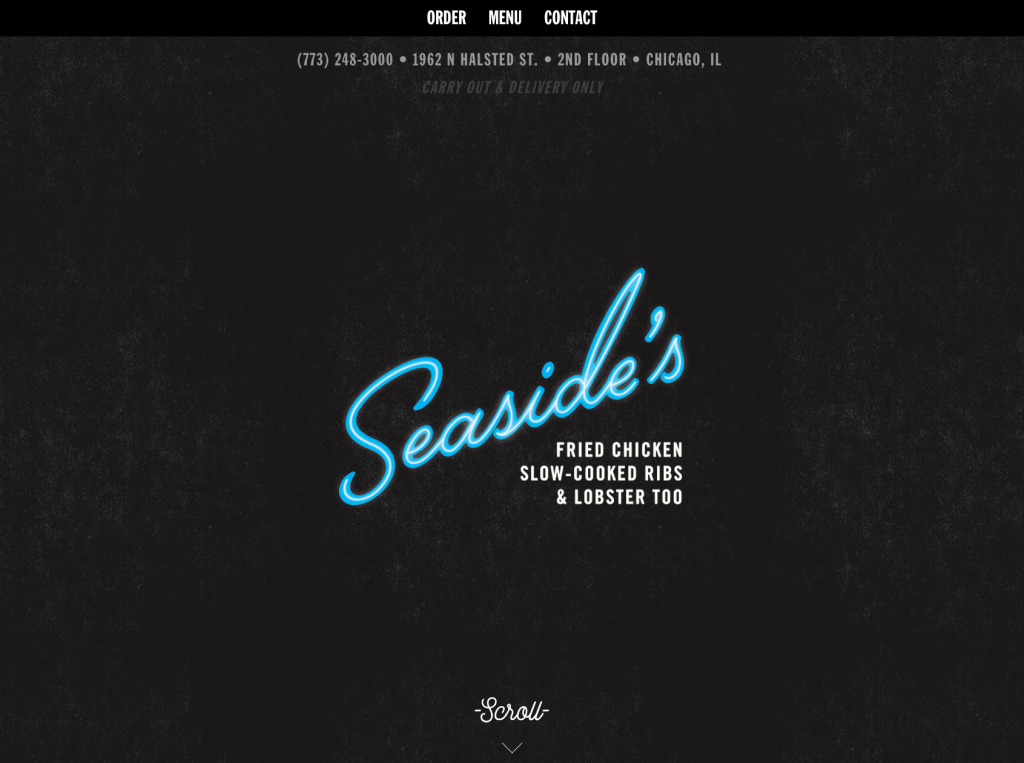 ORDER MENU CONTACT
(773) 248-3000 • 1962 N HALSTED ST. • 2ND FLOOR • CHICAGO, IL
CARRY OUT & DELIVERY ONLY
Seaside's
FRIED CHICKEN
SLOW-COOKED RIBS
& LOBSTER TOO
-Scroll-